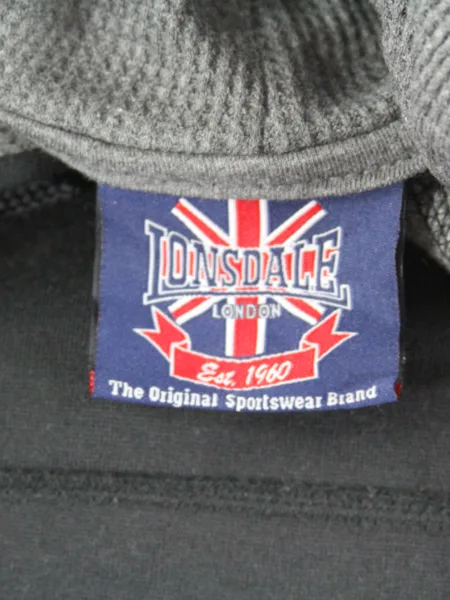 LONSDALE
LONDON
Est. 1960
The Original Sportswear Brand